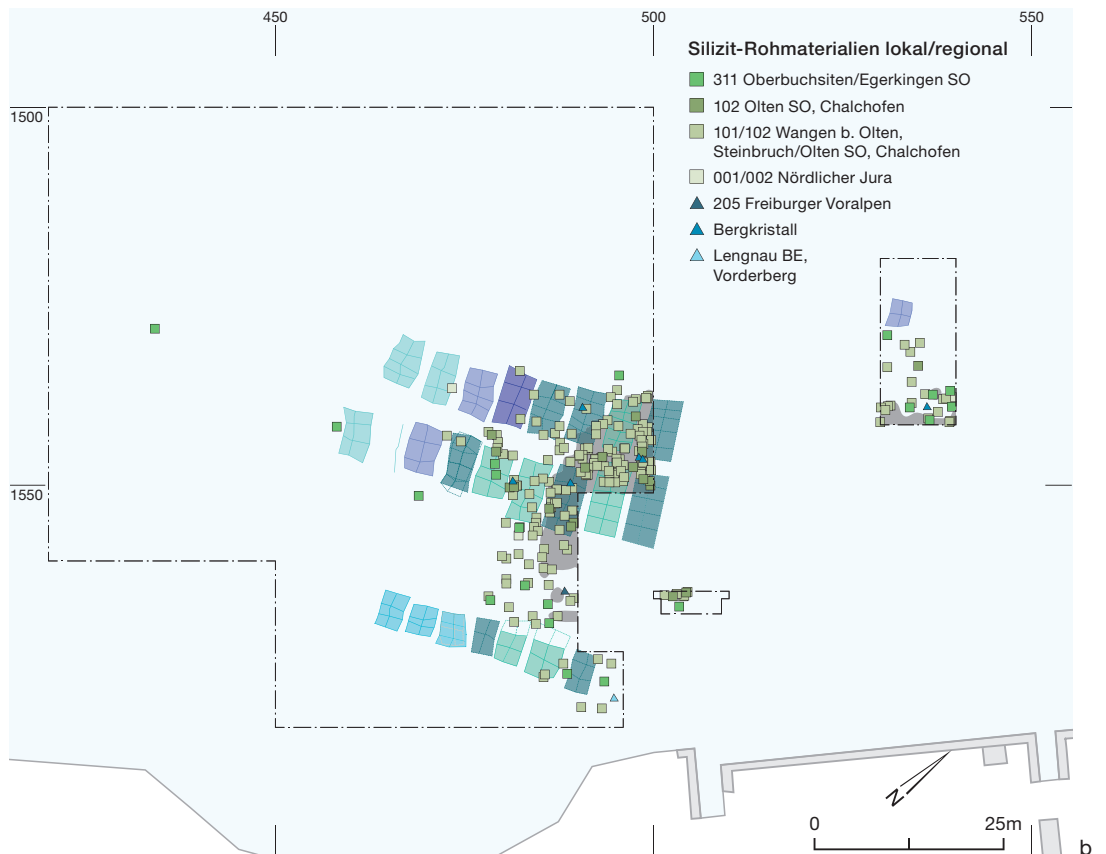 450
500
550
Silizit-Rohmaterialien lokal/regional
311 Oberbuchsiten/Egerkingen SO
102 Olten SO, Chalchofen
1500
101/102 Wangen b. Olten,
Steinbruch/Olten SO, Chalchofen
001/002 Nördlicher Jura
205 Freiburger Voralpen
Bergkristall
Lengnau BE,
Vorderberg
1550
N
0
25m
b